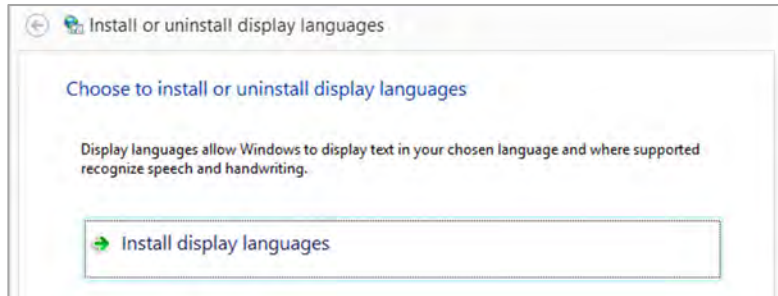 Install or uninstall display languages
Choose to install or uninstall display languages
Display languages allow Windows to display text in your chosen language and where supported
recognize speech and handwriting.
Install display languages